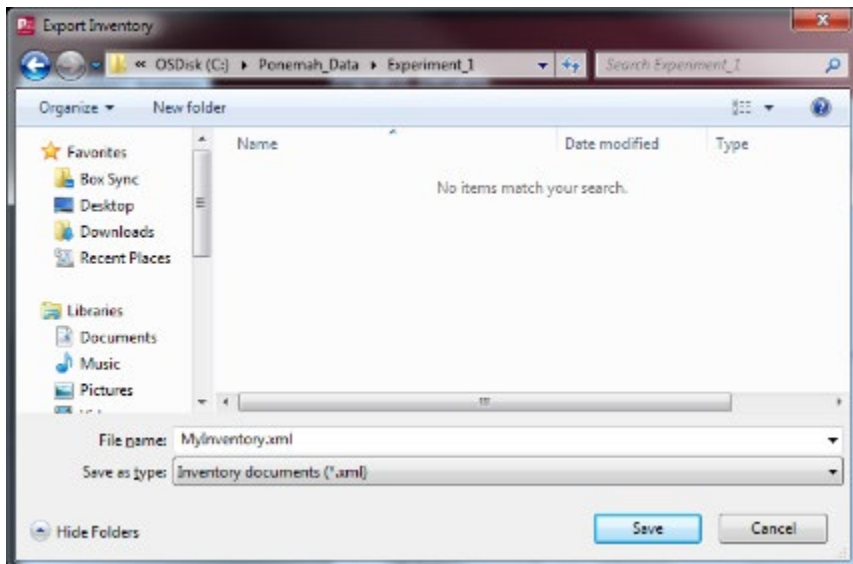 Export Inventory
« OSDisk (C:) ▸ Ponemah_Data ▸ Experiment_1
Search Experiment_1
Organize
New folder
Name
Date modified
Type
No items match your search.
Favorites
Box Sync
Desktop
Downloads
Recent Places
Libraries
Documents
Music
Pictures
File name: MyInventory.xml
Save as type: Inventory documents (*.xml)
Hide Folders
Save
Cancel